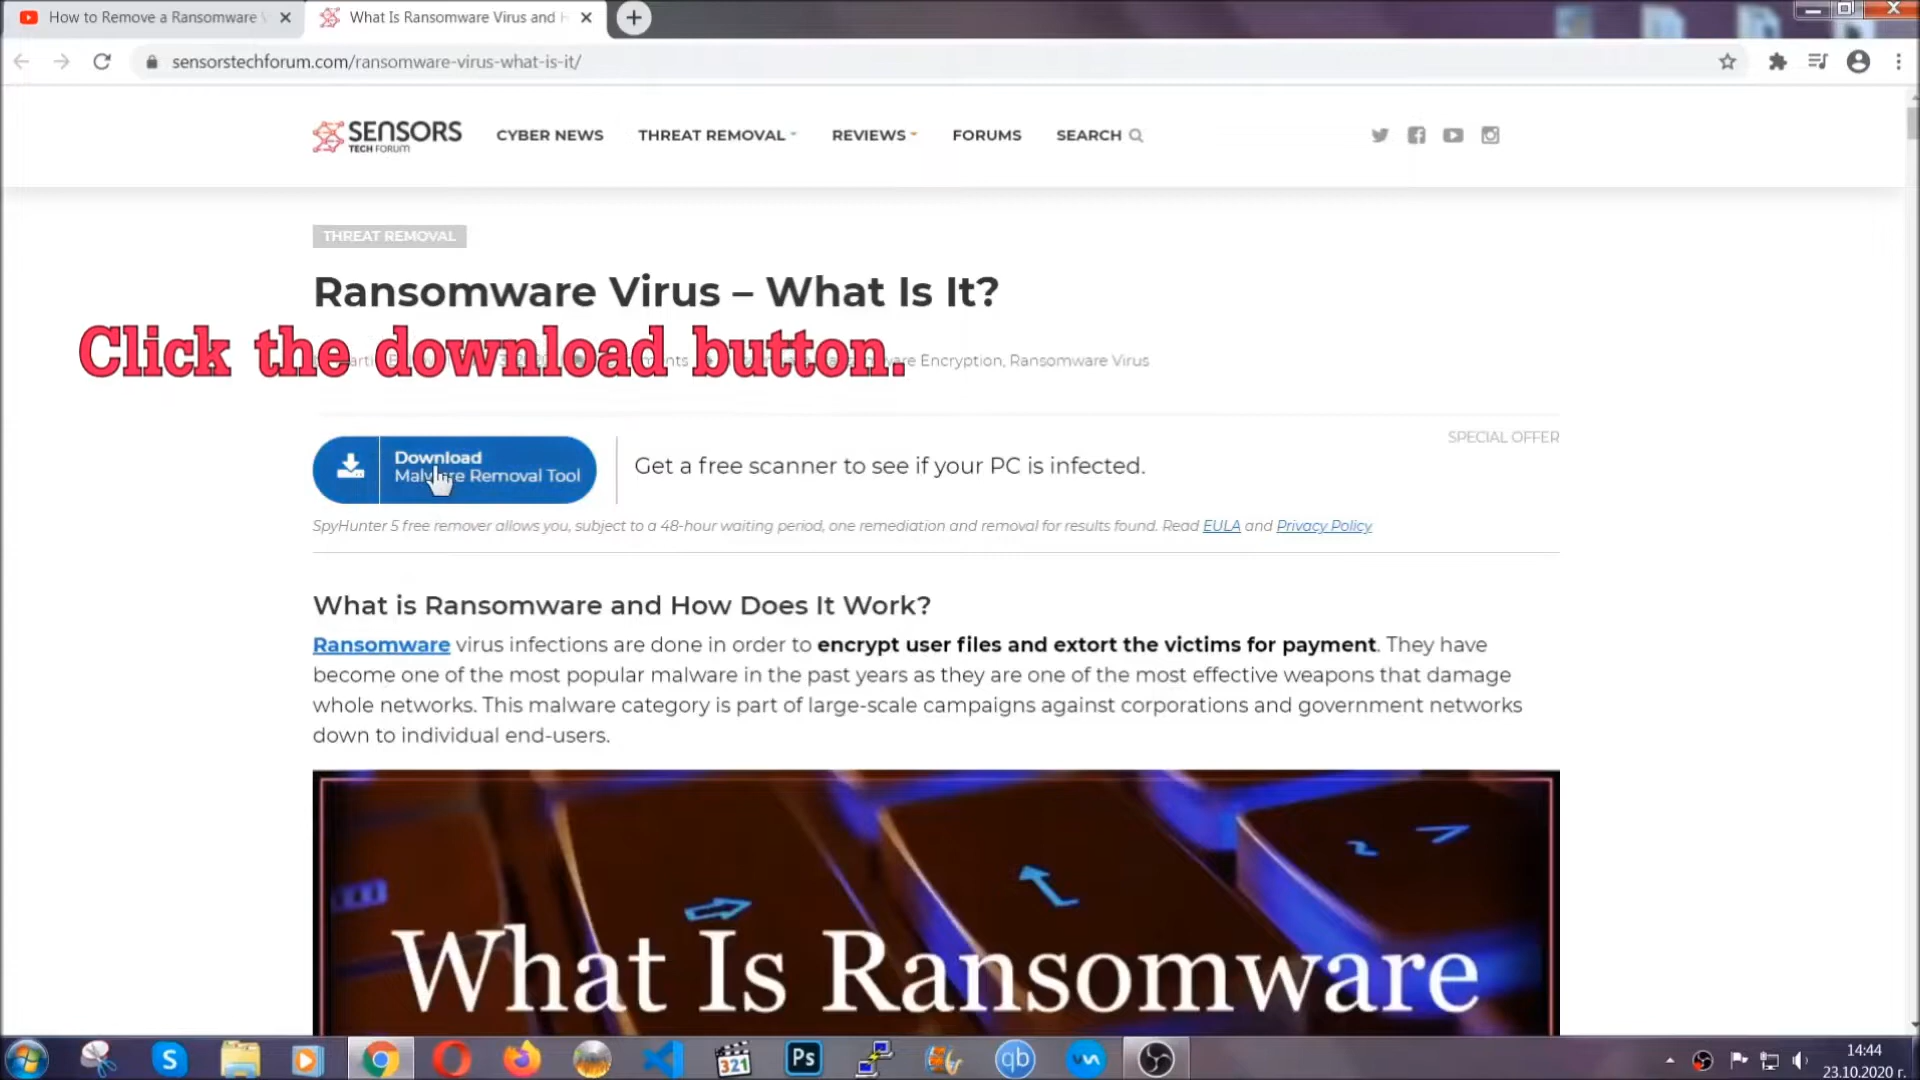 How to Remove a Ransomware
What Is Ransomware Virus and
sensorstechforum.com/ransomware-virus-what-is-it/
SENSORS
TECH FORUM
CYBER NEWS
THREAT REMOVAL
REVIEWS
FORUMS
SEARCH
THREAT REMOVAL
Ransomware Virus – What Is It?
Click the download button.
Encryption, Ransomware Virus
SPECIAL OFFER
Download
Malware Removal Tool
Get a free scanner to see if your PC is infected.
SpyHunter 5 free remover allows you, subject to a 48-hour waiting period, one remediation and removal for results found. Read EULA and Privacy Policy
What is Ransomware and How Does It Work?
Ransomware virus infections are done in order to encrypt user files and extort the victims for payment. They have
become one of the most popular malware in the past years as they are one of the most effective weapons that damage
whole networks. This malware category is part of large-scale campaigns against corporations and government networks
down to individual end-users.
What Is Ransomware
S
321
Ps
qb
14:44
23.10.2020 г.